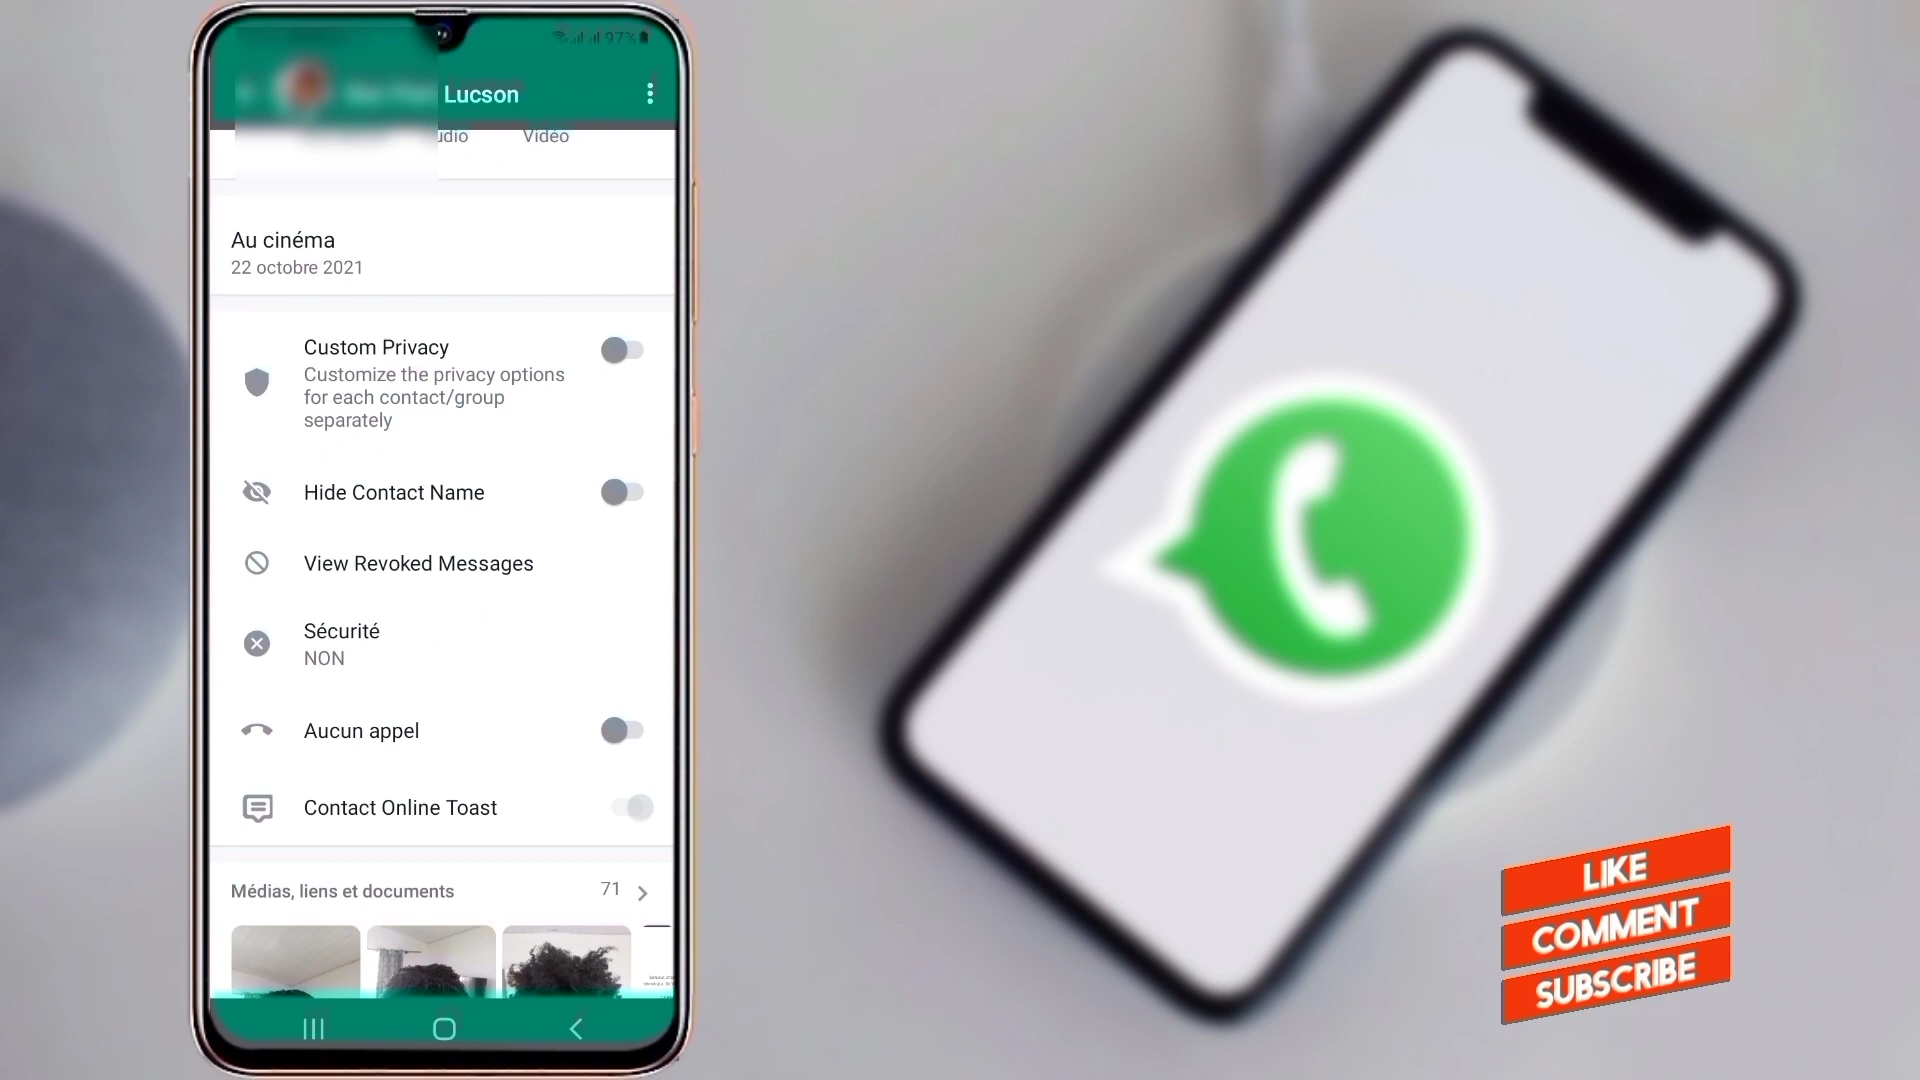 97%
Lucson
udio
Vidéo
Au cinéma
22 octobre 2021
Custom Privacy
Customize the privacy options
for each contact/group
separately
Hide Contact Name
View Revoked Messages
Sécurité
NON
Aucun appel
Contact Online Toast
Médias, liens et documents
71
LIKE
COMMENT
SUBSCRIBE